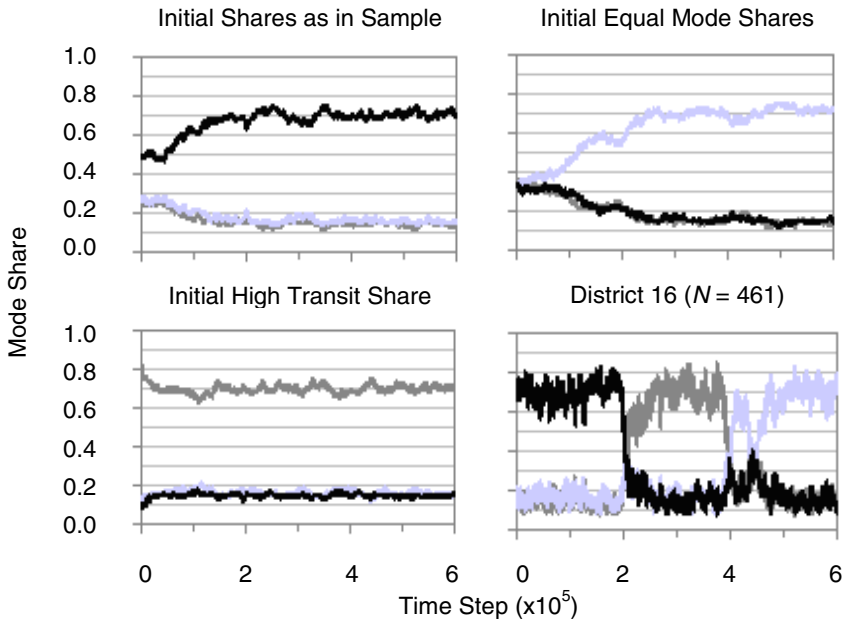 Initial Shares as in Sample
Initial Equal Mode Shares
1.0
0.8
0.6
0.4
0.2
0.0
Mode Share
Initial High Transit Share
District 16 (N = 461)
1.0
0.8
0.6
0.4
0.2
0.0
0 2 4 6
0 2 4 6
Time Step (x10⁵)